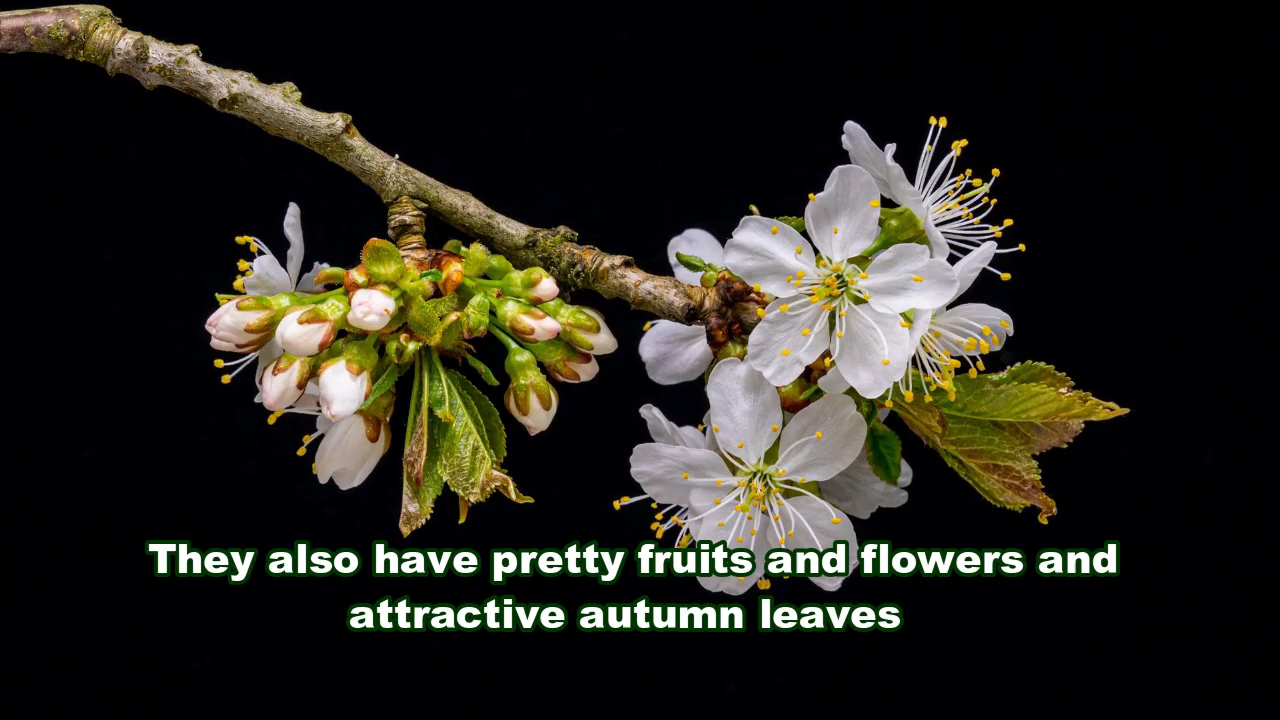 They also have pretty fruits and flowers and
attractive autumn leaves